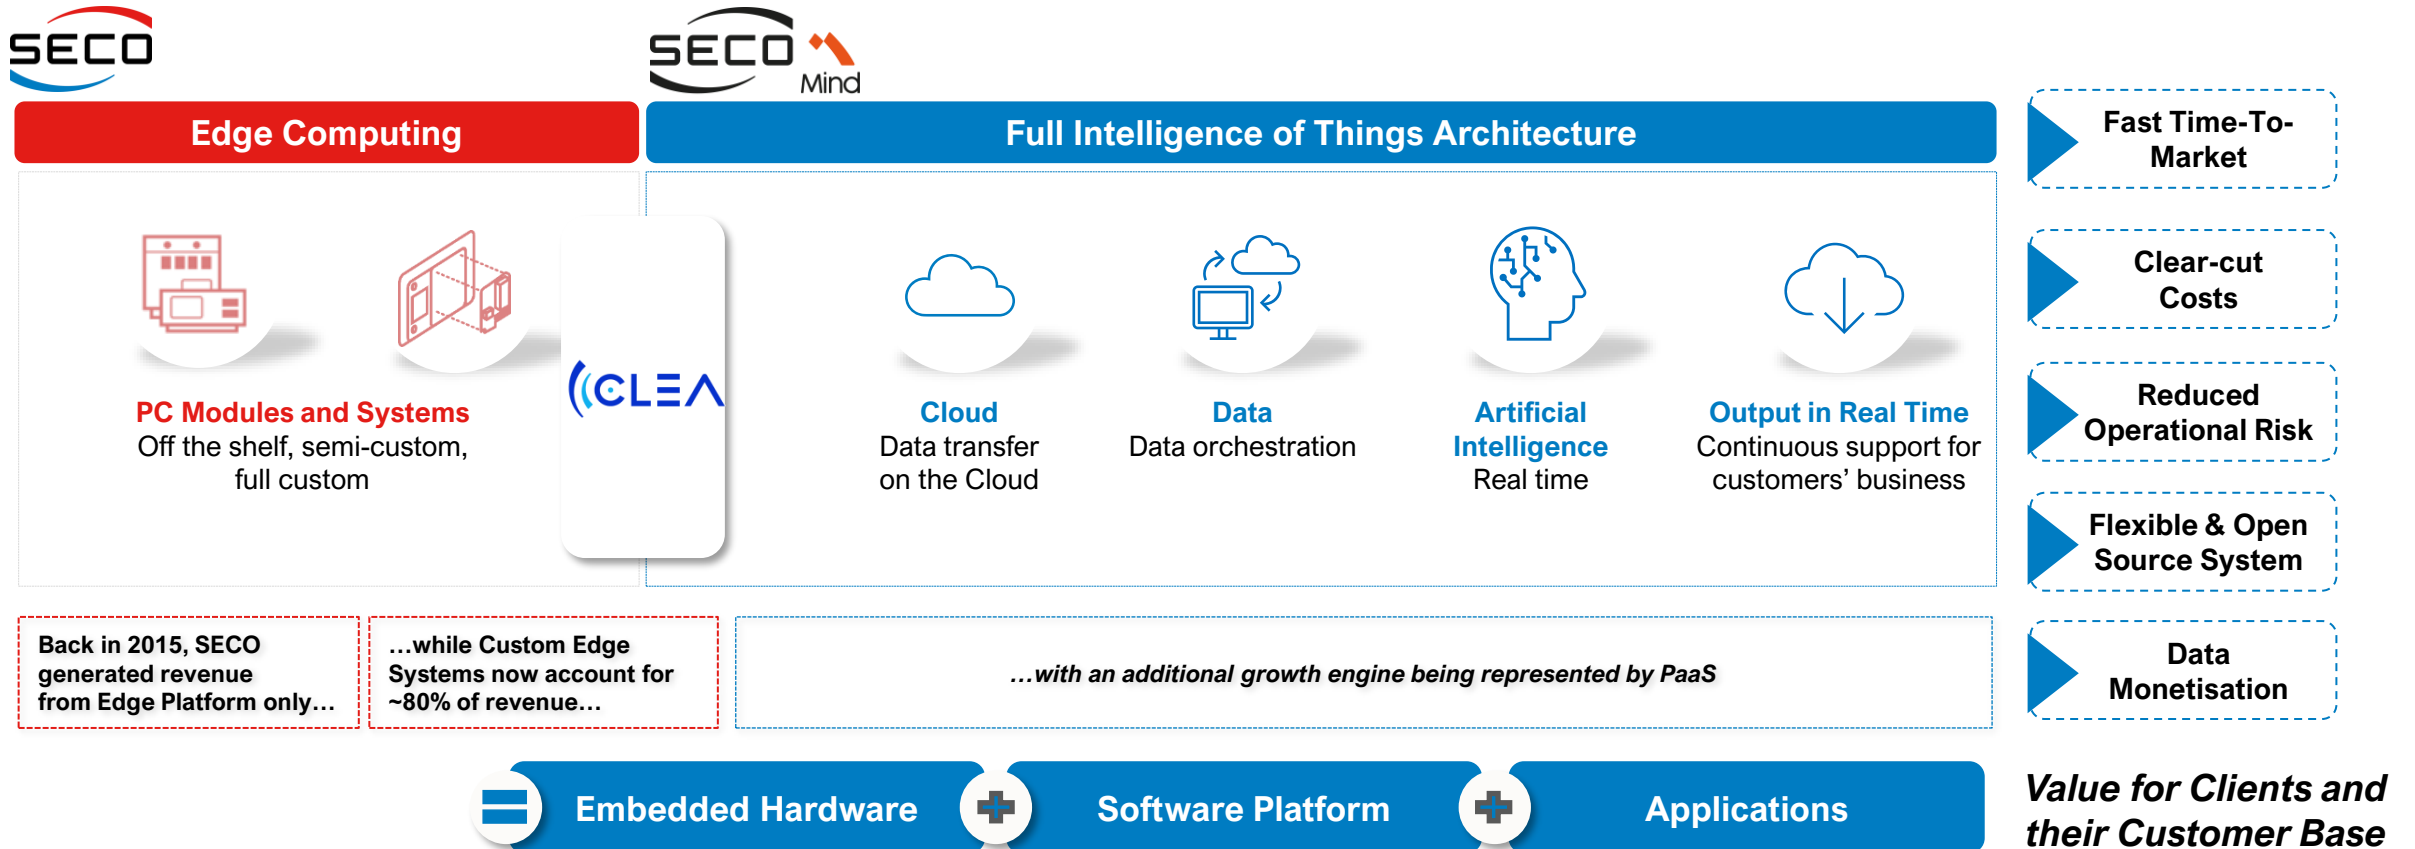 SECO
SECO
Mind
Edge Computing
Full Intelligence of Things Architecture
CLEA
PC Modules and Systems
Off the shelf, semi-custom,
full custom
Cloud
Data transfer
on the Cloud
Data
Data orchestration
Artificial
Intelligence
Real time
Output in Real Time
Continuous support for
customers’ business
Back in 2015, SECO
generated revenue
from Edge Platform only…
…while Custom Edge
Systems now account for
~80% of revenue…
…with an additional growth engine being represented by PaaS
Embedded Hardware
Software Platform
Applications
Fast Time-To-
Market
Clear-cut
Costs
Reduced
Operational Risk
Flexible & Open
Source System
Data
Monetisation
Value for Clients and
their Customer Base